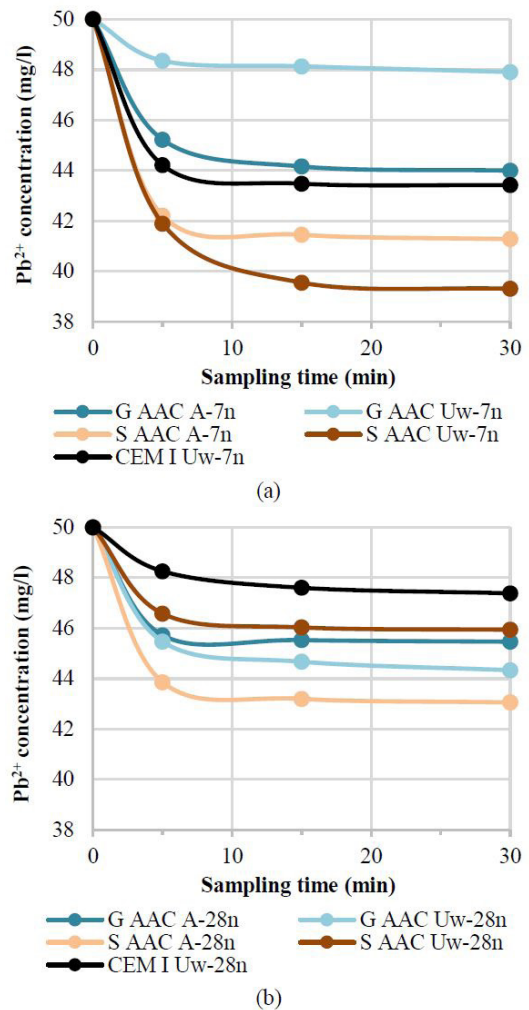 50
48
46
44
42
40
38
Pb²⁺ concentration (mg/l)
0 10 20 30
Sampling time (min)
G AAC A-7n G AAC Uw-7n
S AAC A-7n S AAC Uw-7n
CEM I Uw-7n
(a)
50
48
46
44
42
40
38
Pb²⁺ concentration (mg/l)
0 10 20 30
Sampling time (min)
G AAC A-28n G AAC Uw-28n
S AAC A-28n S AAC Uw-28n
CEM I Uw-28n
(b)